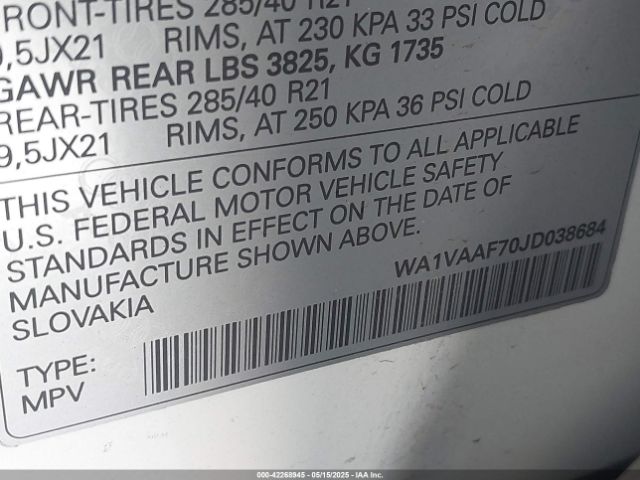 FRONT-TIRES 285/40 R21
9,5JX21 RIMS, AT 230 KPA 33 PSI COLD
GAWR REAR LBS 3825, KG 1735
REAR-TIRES 285/40 R21
9,5JX21 RIMS, AT 250 KPA 36 PSI COLD
THIS VEHICLE CONFORMS TO ALL APPLICABLE
U.S. FEDERAL MOTOR VEHICLE SAFETY
STANDARDS IN EFFECT ON THE DATE OF
MANUFACTURE SHOWN ABOVE.
SLOVAKIA
WA1VAAF70JD038684
TYPE:
MPV
000-42268945 - 05/15/2025 - IAA Inc.